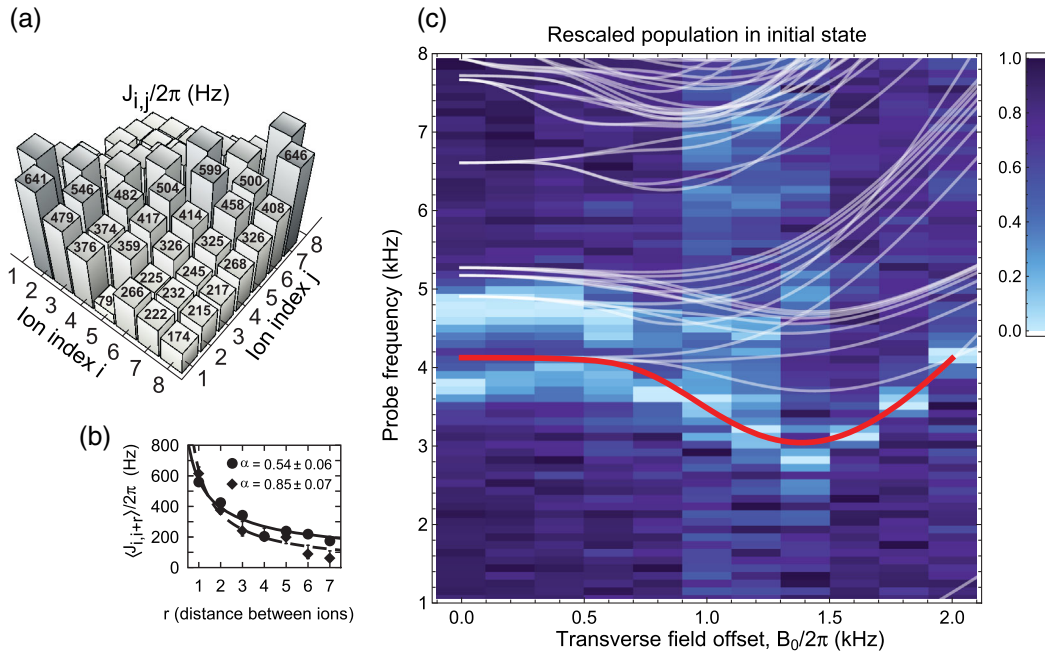 (a)
J_{i,j}/2π (Hz)
641 546 482 504 599 500 646
479 374 417 414 458 408
376 359 326 325 326
79 225 245 268
266 232 217
222 215
174
1 2 3 4 5 6 7 8
Ion index i
1 2 3 4 5 6 7 8
Ion index j
(b)
⟨J_{i,i+r}⟩/2π (Hz)
800
600
400
200
0
α = 0.54 ± 0.06
α = 0.85 ± 0.07
1 2 3 4 5 6 7
r (distance between ions)
(c)
Rescaled population in initial state
Probe frequency (kHz)
8
7
6
5
4
3
2
1
0.0 0.5 1.0 1.5 2.0
Transverse field offset, B₀/2π (kHz)
1.0
0.8
0.6
0.4
0.2
0.0